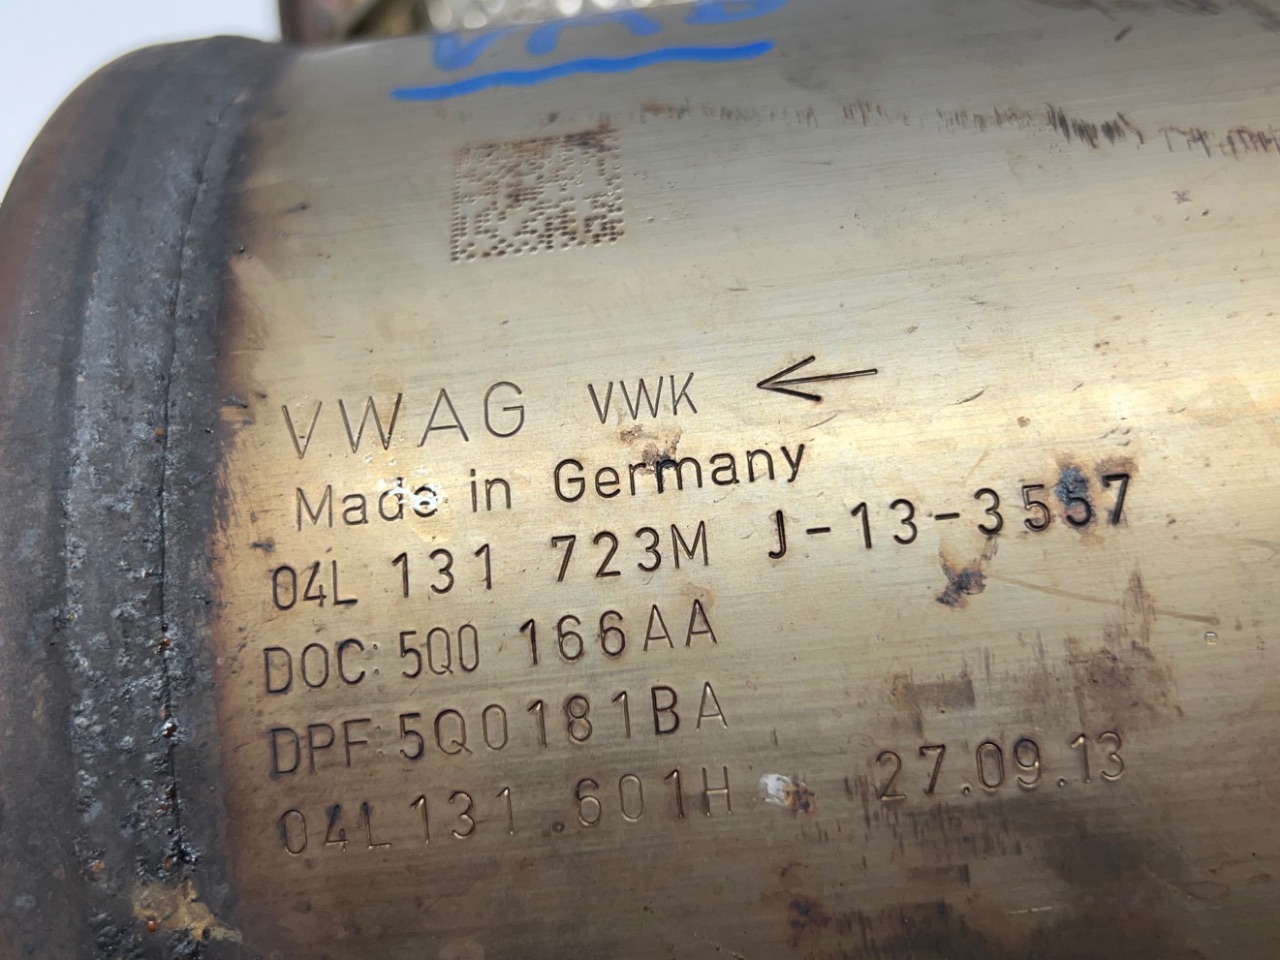 VWAG VWK
Made in Germany
04L 131 723M J-13-3557
DOC: 5Q0 166AA
DPF: 5Q0181BA
04L131.601H 27.09.13